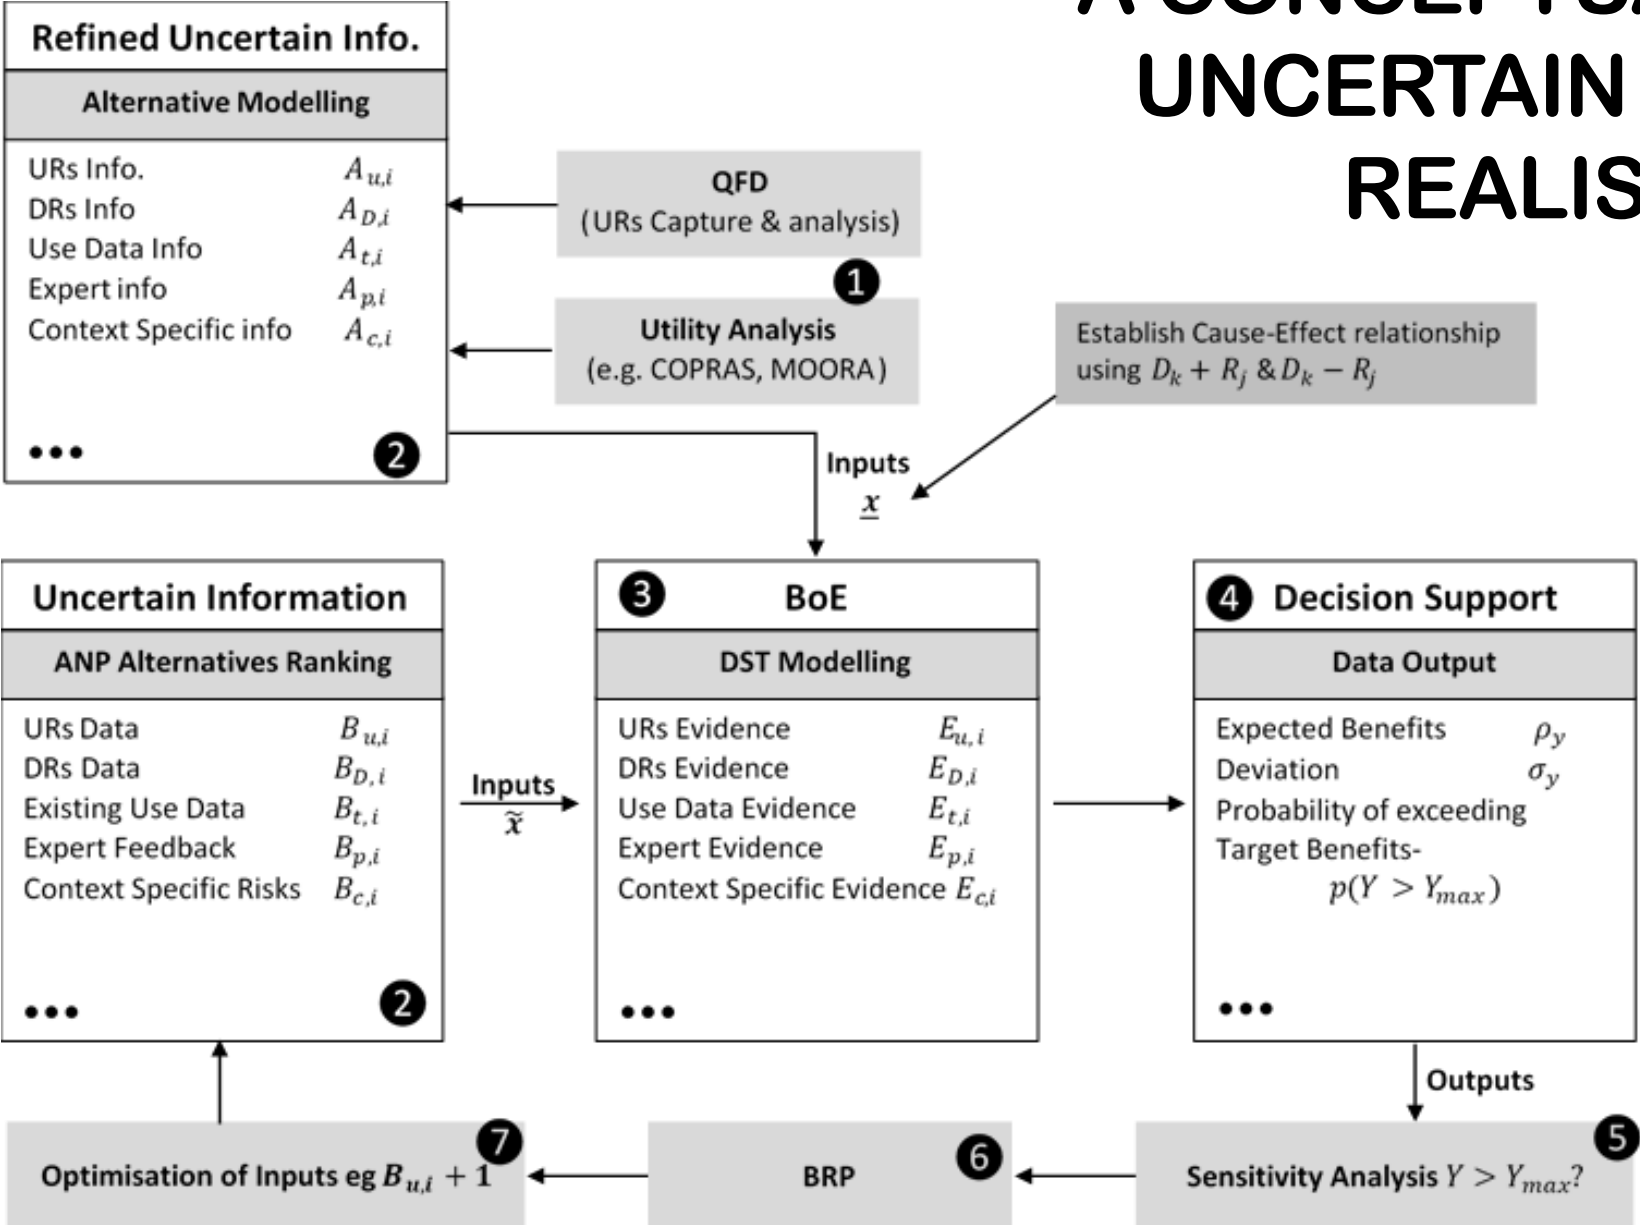 A CONCEPTUA
UNCERTAIN
REALIS
Refined Uncertain Info.
Alternative Modelling
URs Info. A_{u,i}
DRs Info A_{D,i}
Use Data Info A_{t,i}
Expert info A_{p,i}
Context Specific info A_{c,i}
•••
2
QFD
(URs Capture & analysis)
1
Utility Analysis
(e.g. COPRAS, MOORA)
Establish Cause-Effect relationship
using D_k + R_j & D_k − R_j
Inputs
x
Uncertain Information
ANP Alternatives Ranking
URs Data B_{u,i}
DRs Data B_{D,i}
Existing Use Data B_{t,i}
Expert Feedback B_{p,i}
Context Specific Risks B_{c,i}
•••
2
Inputs
x̃
3 BoE
DST Modelling
URs Evidence E_{u,i}
DRs Evidence E_{D,i}
Use Data Evidence E_{t,i}
Expert Evidence E_{p,i}
Context Specific Evidence E_{c,i}
•••
4 Decision Support
Data Output
Expected Benefits ρ_y
Deviation σ_y
Probability of exceeding
Target Benefits-
p(Y > Y_{max})
•••
Outputs
5
Sensitivity Analysis Y > Y_{max}?
6
BRP
7
Optimisation of Inputs eg B_{u,i} + 1